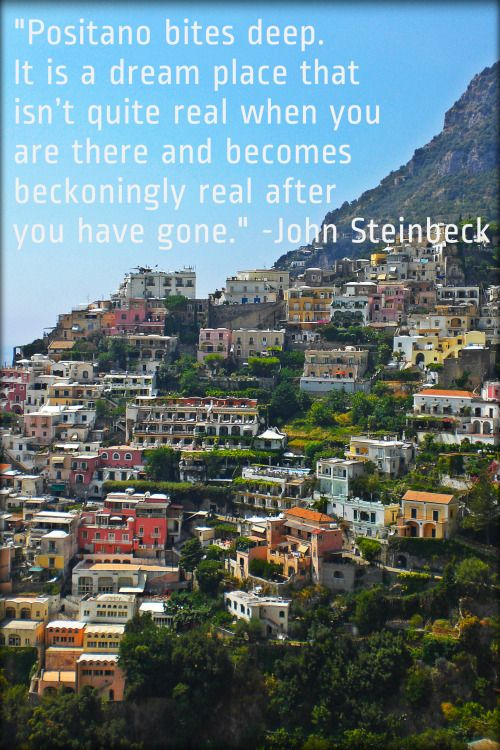 "Positano bites deep.
It is a dream place that
isn't quite real when you
are there and becomes
beckoningly real after
you have gone." -John Steinbeck